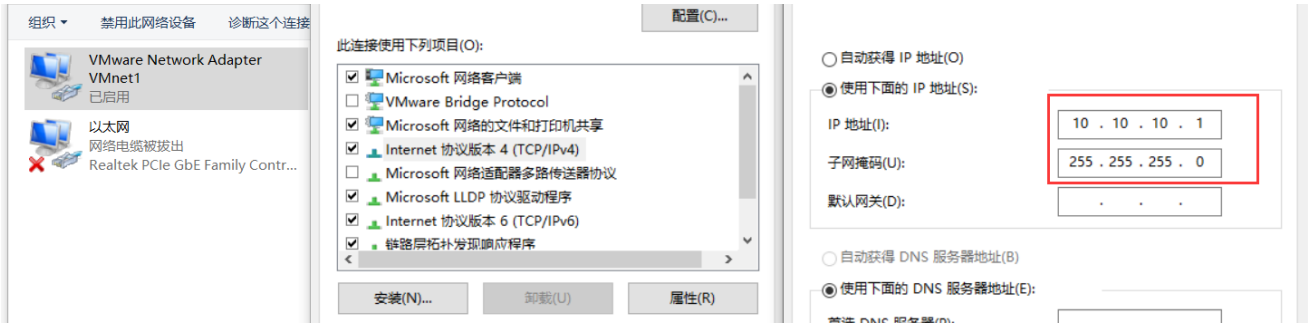 组织 禁用此网络设备 诊断这个连接
VMware Network Adapter
VMnet1
已启用
以太网
网络电缆被拔出
Realtek PCIe GbE Family Contr...
配置(C)...
此连接使用下列项目(O):
Microsoft 网络客户端
VMware Bridge Protocol
Microsoft 网络的文件和打印机共享
Internet 协议版本 4 (TCP/IPv4)
Microsoft 网络适配器多路传送器协议
Microsoft LLDP 协议驱动程序
Internet 协议版本 6 (TCP/IPv6)
链路层拓扑发现响应程序
安装(N)... 卸载(U) 属性(R)
自动获得 IP 地址(O)
使用下面的 IP 地址(S):
IP 地址(I): 10 . 10 . 10 . 1
子网掩码(U): 255 . 255 . 255 . 0
默认网关(D): . . .
自动获得 DNS 服务器地址(B)
使用下面的 DNS 服务器地址(E):
首选 DNS 服务器(P):